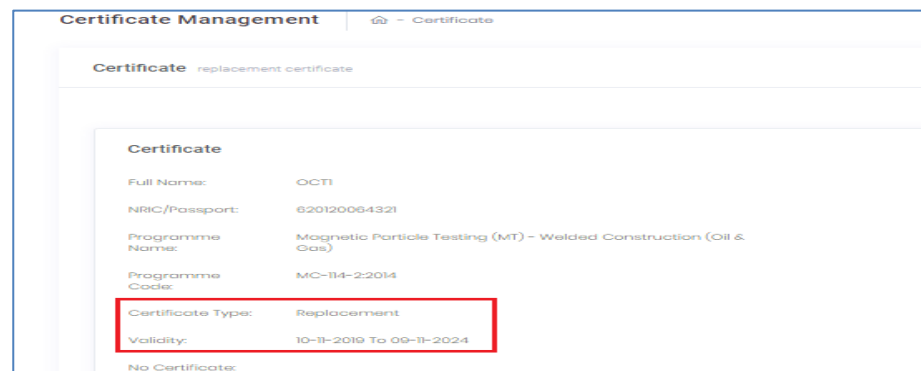 Certificate Management - Certificate
Certificate replacement certificate
Certificate
Full Name: OCT1
NRIC/Passport: 620120064321
Programme Name: Magnetic Particle Testing (MT) - Welded Construction (Oil & Gas)
Programme Code: MC-114-2:2014
Certificate Type: Replacement
Validity: 10-11-2019 To 09-11-2024
No Certificate: